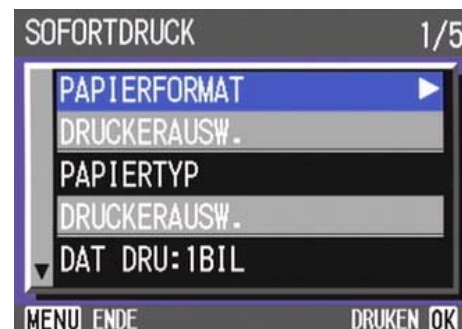 SOFORTDRUCK 1/5
PAPIERFORMAT
DRUCKERAUSW.
PAPIERTYP
DRUCKERAUSW.
DAT DRU:1BIL
MENU ENDE DRUKEN OK